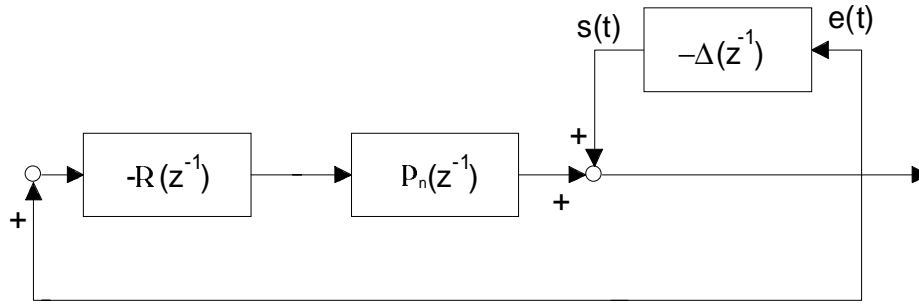 s(t)
e(t)
−Δ(z⁻¹)
+
-R(z⁻¹)
Pₙ(z⁻¹)
+
+